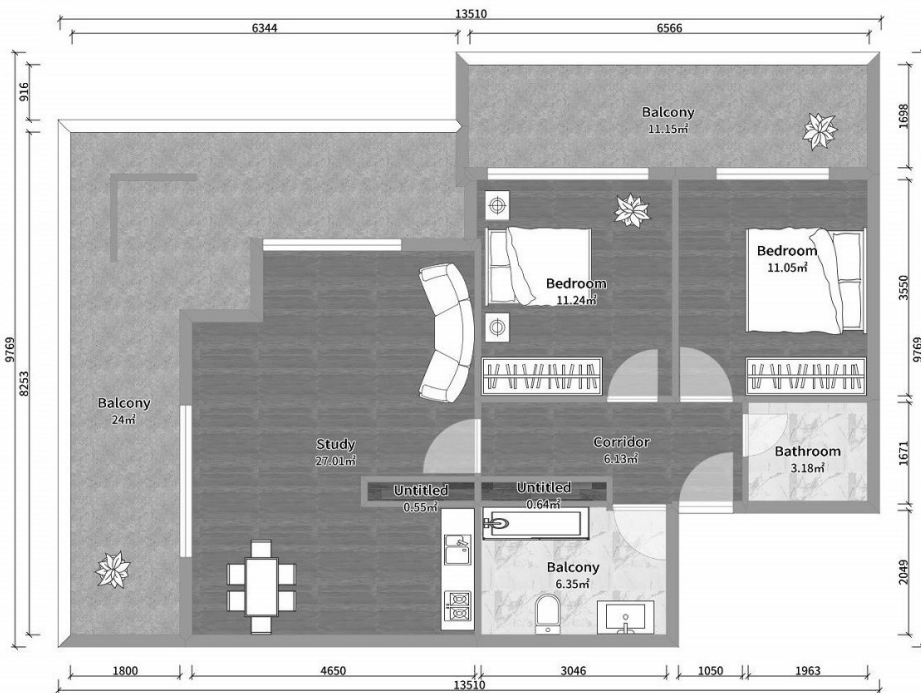 13510
6344
6566
916
1698
Balcony
11.15㎡
Bedroom
11.05㎡
Bedroom
11.24㎡
3550
9769
8253
9769
Balcony
24㎡
Study
27.01㎡
Corridor
6.13㎡
Bathroom
3.18㎡
1671
Untitled
0.55㎡
Untitled
0.64㎡
Balcony
6.35㎡
2049
1800
4650
3046
1050
1963
13510